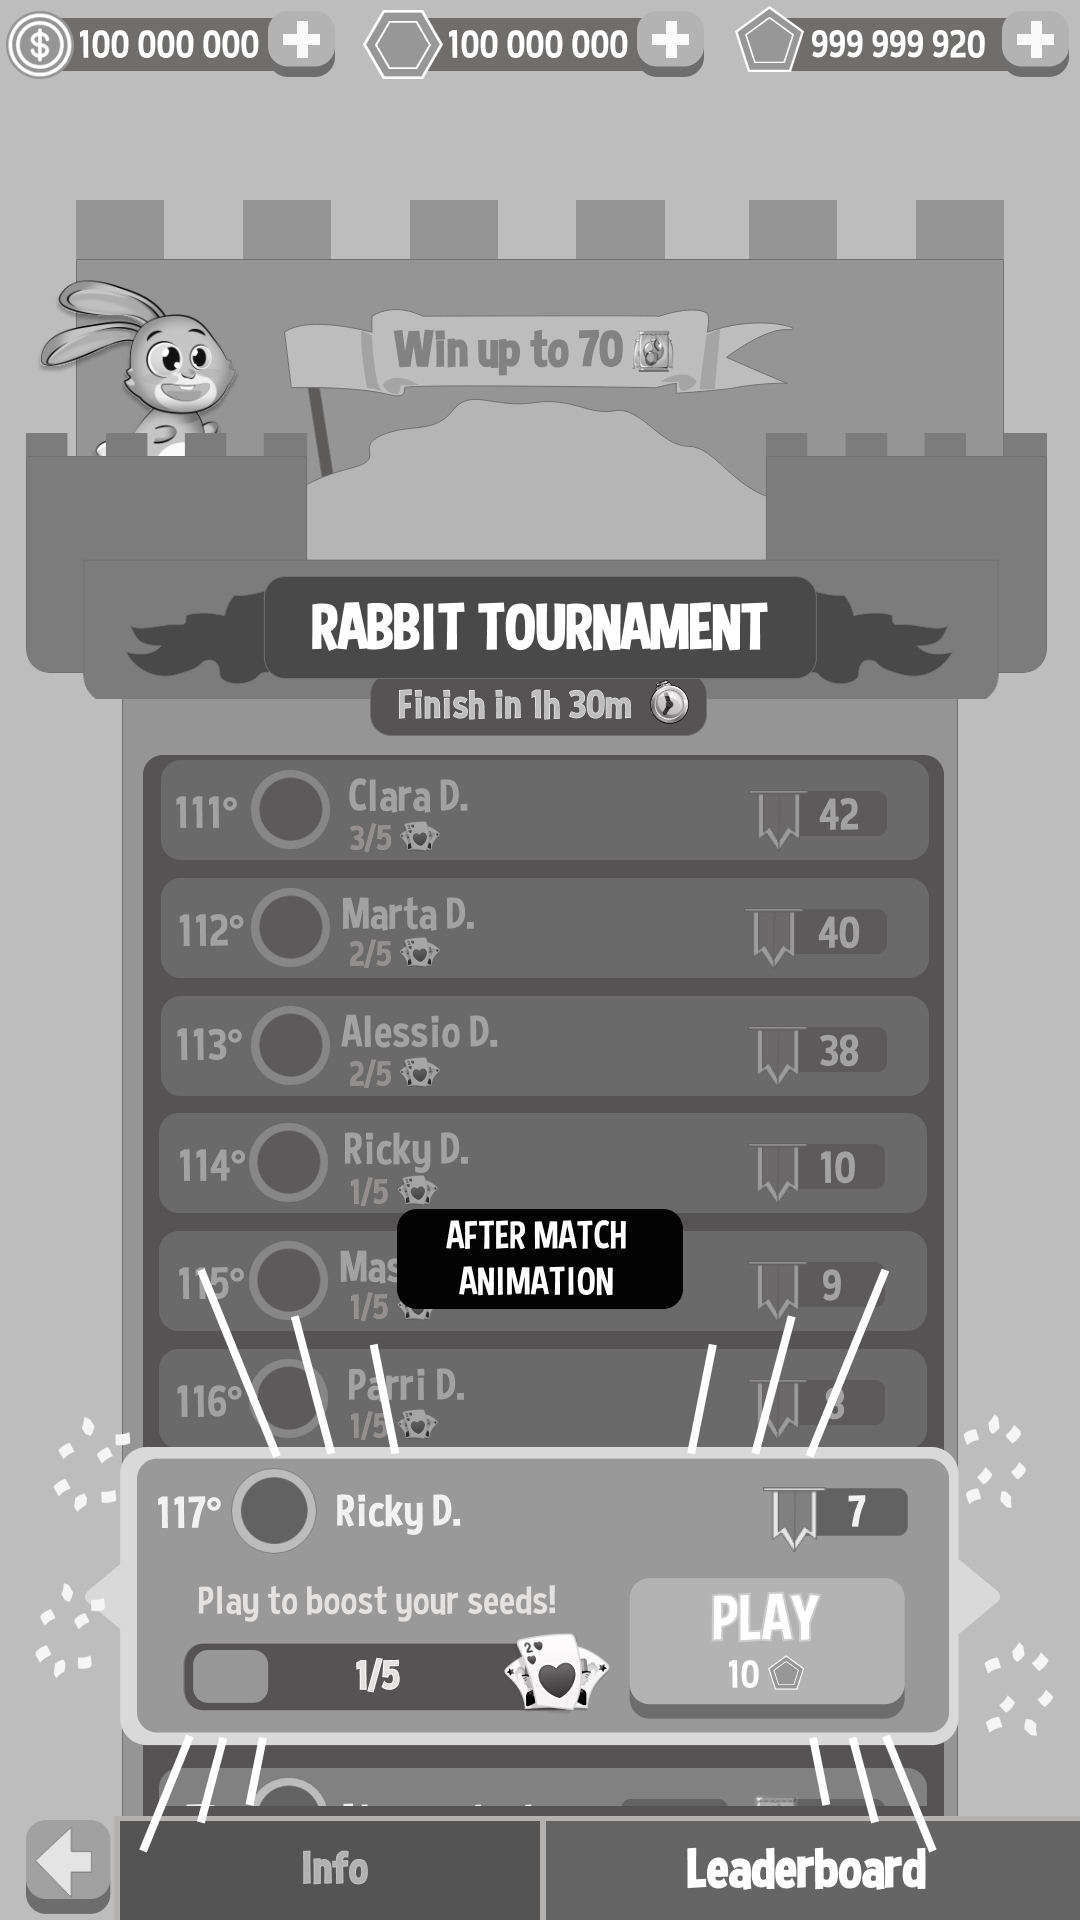 100 000 000
100 000 000
999 999 920
Win up to 70
RABBIT TOURNAMENT
Finish in 1h 30m
111° Clara D. 42
3/5
112° Marta D. 40
2/5
113° Alessio D. 38
2/5
114° Ricky D. 10
1/5
AFTER MATCH
ANIMATION
115° Mas 9
1/5
116° Parri D. 8
1/5
117° Ricky D. 7
Play to boost your seeds!
PLAY
1/5
10
Info
Leaderboard